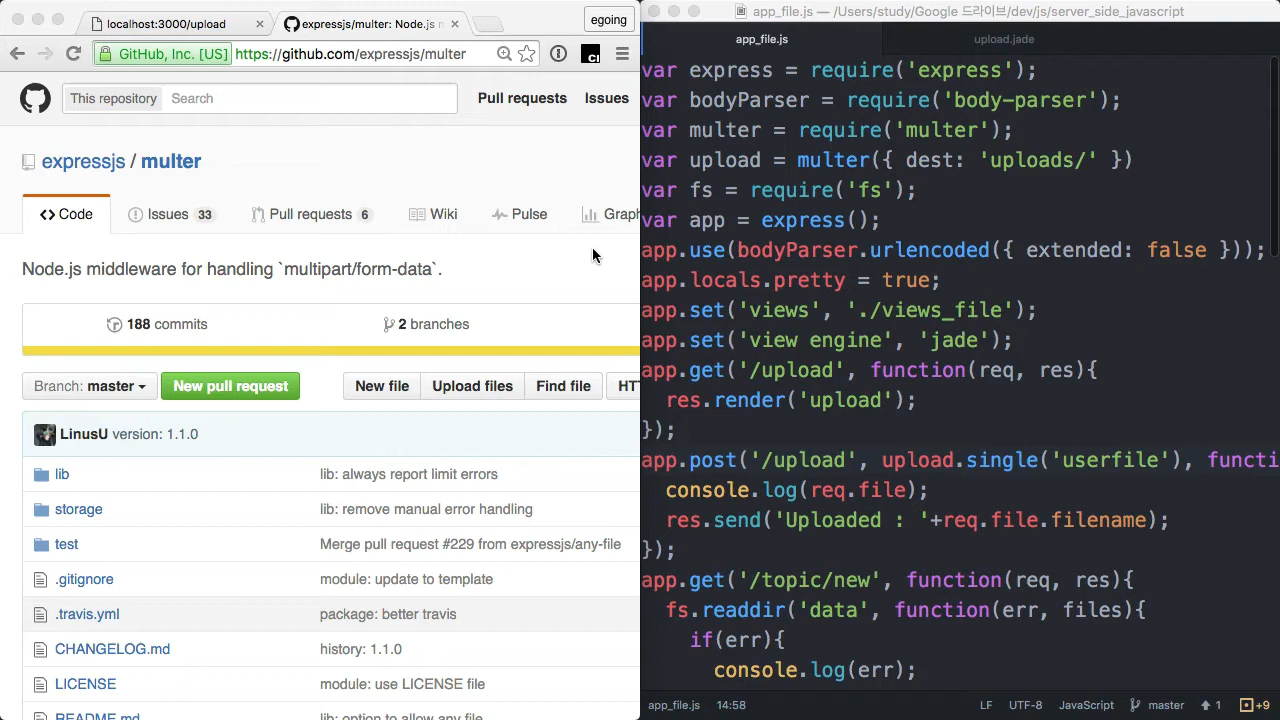 localhost:3000/upload
expressjs/multer: Node.js m
egoing
GitHub, Inc. [US]
https://github.com/expressjs/multer
This repository
Search
Pull requests
Issues
expressjs / multer
Code
Issues 33
Pull requests 6
Wiki
Pulse
Graph
Node.js middleware for handling `multipart/form-data`.
188 commits
2 branches
Branch: master
New pull request
New file
Upload files
Find file
HT
LinusU version: 1.1.0
lib
lib: always report limit errors
storage
lib: remove manual error handling
test
Merge pull request #229 from expressjs/any-file
.gitignore
module: update to template
.travis.yml
package: better travis
CHANGELOG.md
history: 1.1.0
LICENSE
module: use LICENSE file
README.md
lib: option to allow any file
app_file.js — /Users/study/Google 드라이브/dev/js/server_side_javascript
app_file.js
upload.jade
var express = require('express');
var bodyParser = require('body-parser');
var multer = require('multer');
var upload = multer({ dest: 'uploads/' })
var fs = require('fs');
var app = express();
app.use(bodyParser.urlencoded({ extended: false }));
app.locals.pretty = true;
app.set('views', './views_file');
app.set('view engine', 'jade');
app.get('/upload', function(req, res){
  res.render('upload');
});
app.post('/upload', upload.single('userfile'), functi
  console.log(req.file);
  res.send('Uploaded : '+req.file.filename);
});
app.get('/topic/new', function(req, res){
  fs.readdir('data', function(err, files){
    if(err){
      console.log(err);
app_file.js
14:58
LF
UTF-8
JavaScript
master
1
+9